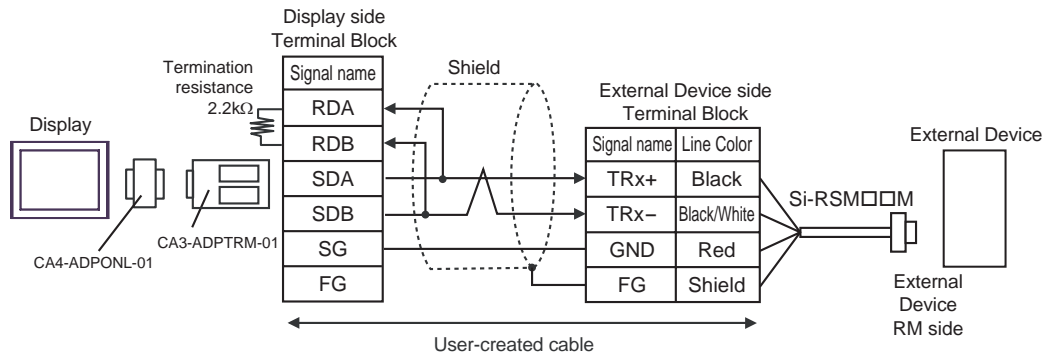 Display side
Terminal Block
Termination
resistance
2.2kΩ
Signal name
RDA
RDB
SDA
SDB
SG
FG
Shield
External Device side
Terminal Block
Signal name Line Color
TRx+ Black
TRx− Black/White
GND Red
FG Shield
Display
CA4-ADPONL-01
CA3-ADPTRM-01
Si-RSM□□M
External Device
External
Device
RM side
User-created cable